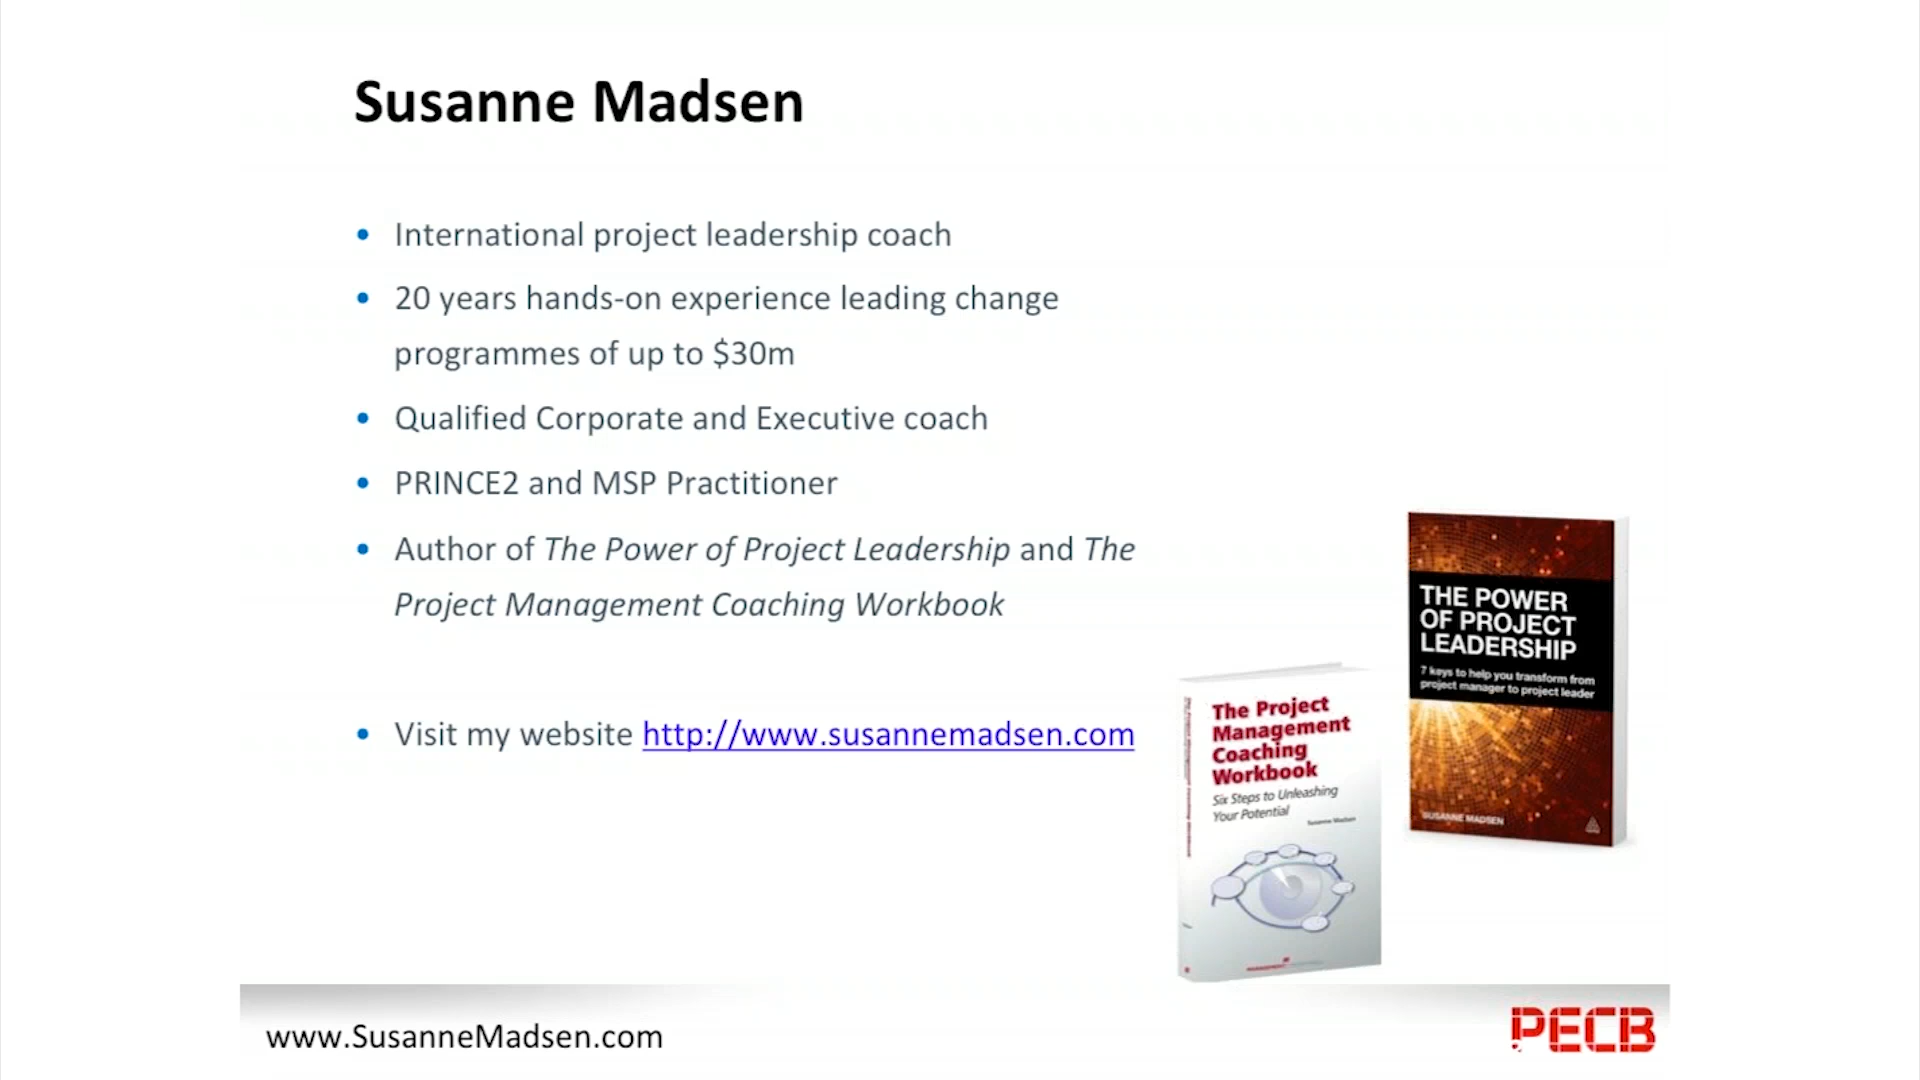 Susanne Madsen
• International project leadership coach
• 20 years hands-on experience leading change
programmes of up to $30m
• Qualified Corporate and Executive coach
• PRINCE2 and MSP Practitioner
• Author of The Power of Project Leadership and The
Project Management Coaching Workbook
• Visit my website http://www.susannemadsen.com
THE POWER
OF PROJECT
LEADERSHIP
7 keys to help you transform from
project manager to project leader
SUSANNE MADSEN
The Project
Management
Coaching
Workbook
Six Steps to Unleashing
Your Potential
Susanne Madsen
www.SusanneMadsen.com
PECB